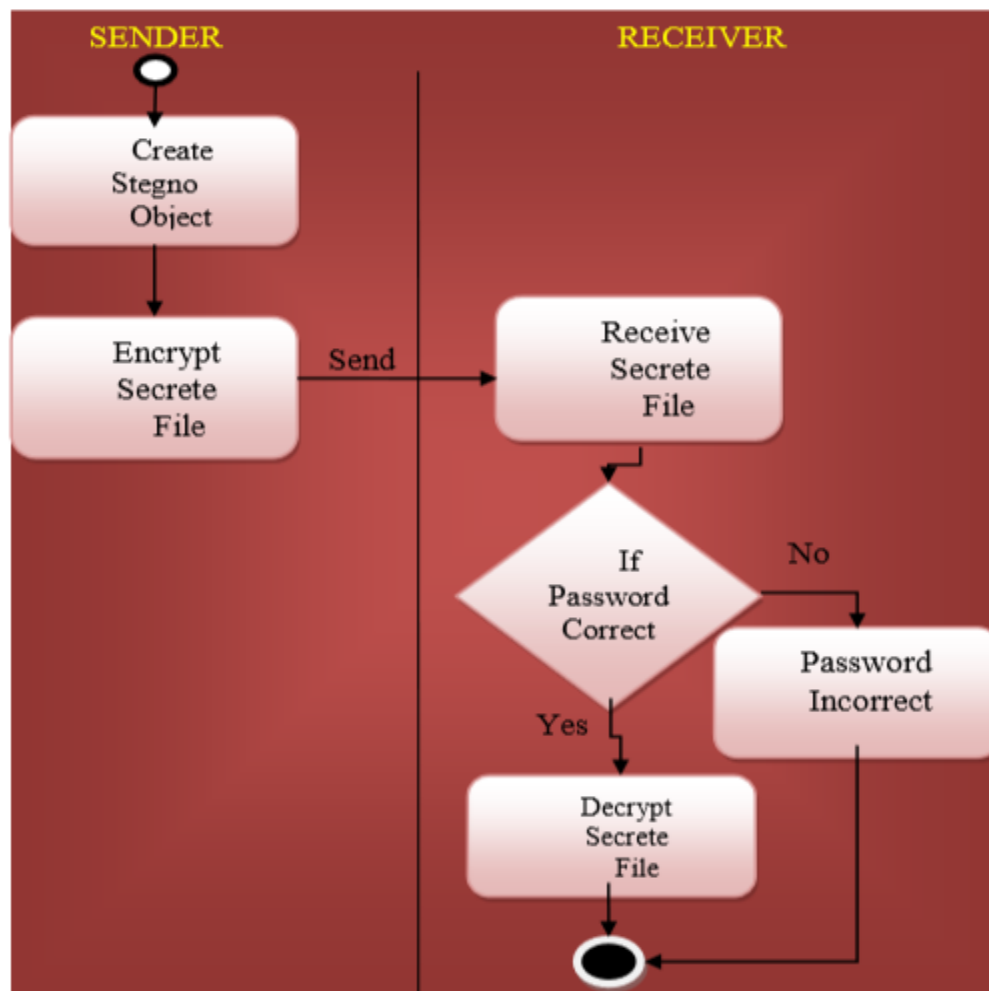 SENDER
RECEIVER
Create
Stegno
Object
Encrypt
Secrete
File
Send
Receive
Secrete
File
If
Password
Correct
No
Password
Incorrect
Yes
Decrypt
Secrete
File